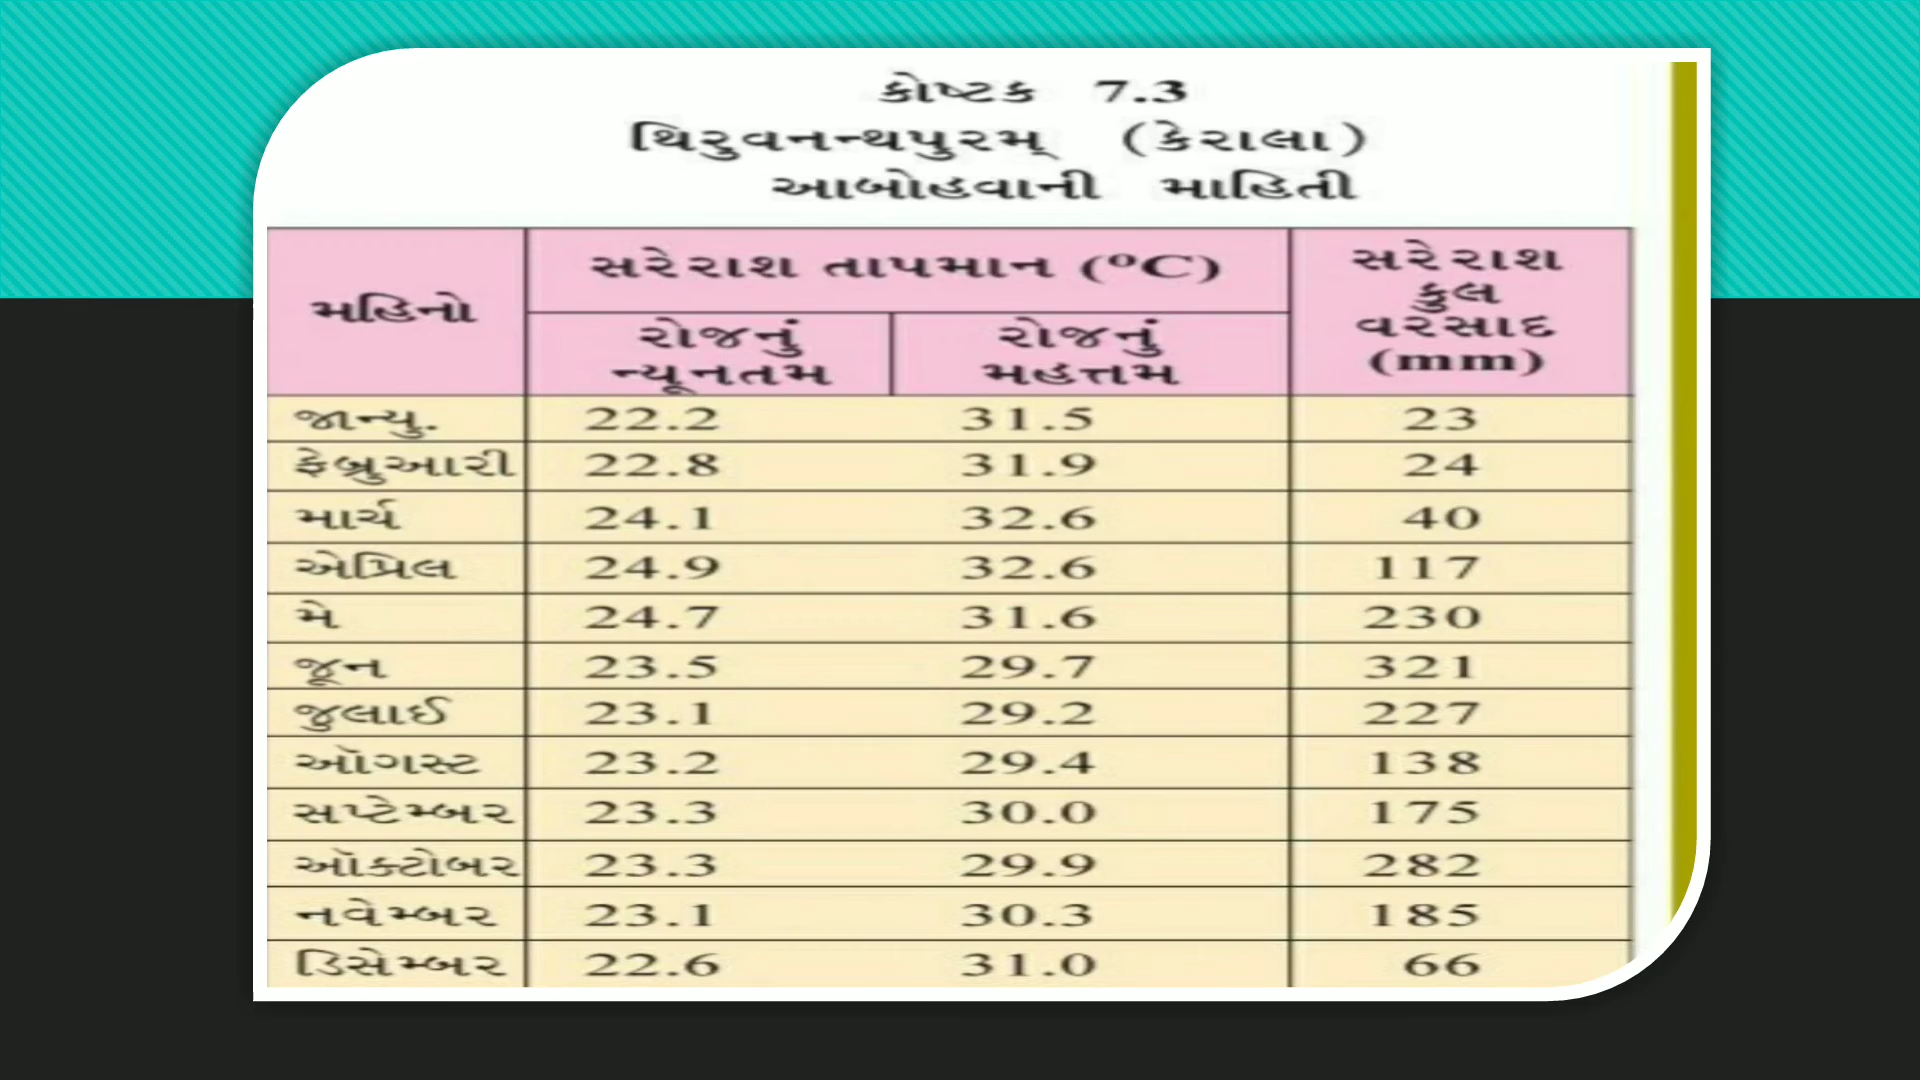 કોષ્ટક 7.3
થિરુવનન્થપુરમ્ (કેરાલા)
આબોહવાની માહિતી
મહિનો
સરેરાશ તાપમાન (ºC)
સરેરાશ
કુલ
વરસાદ
(mm)
રોજનું
ન્યૂનતમ
રોજનું
મહત્તમ
જાન્યુ. 22.2 31.5 23
ફેબ્રુઆરી 22.8 31.9 24
માર્ચ 24.1 32.6 40
એપ્રિલ 24.9 32.6 117
મે 24.7 31.6 230
જૂન 23.5 29.7 321
જુલાઈ 23.1 29.2 227
ઑગસ્ટ 23.2 29.4 138
સપ્ટેમ્બર 23.3 30.0 175
ઑક્ટોબર 23.3 29.9 282
નવેમ્બર 23.1 30.3 185
ડિસેમ્બર 22.6 31.0 66